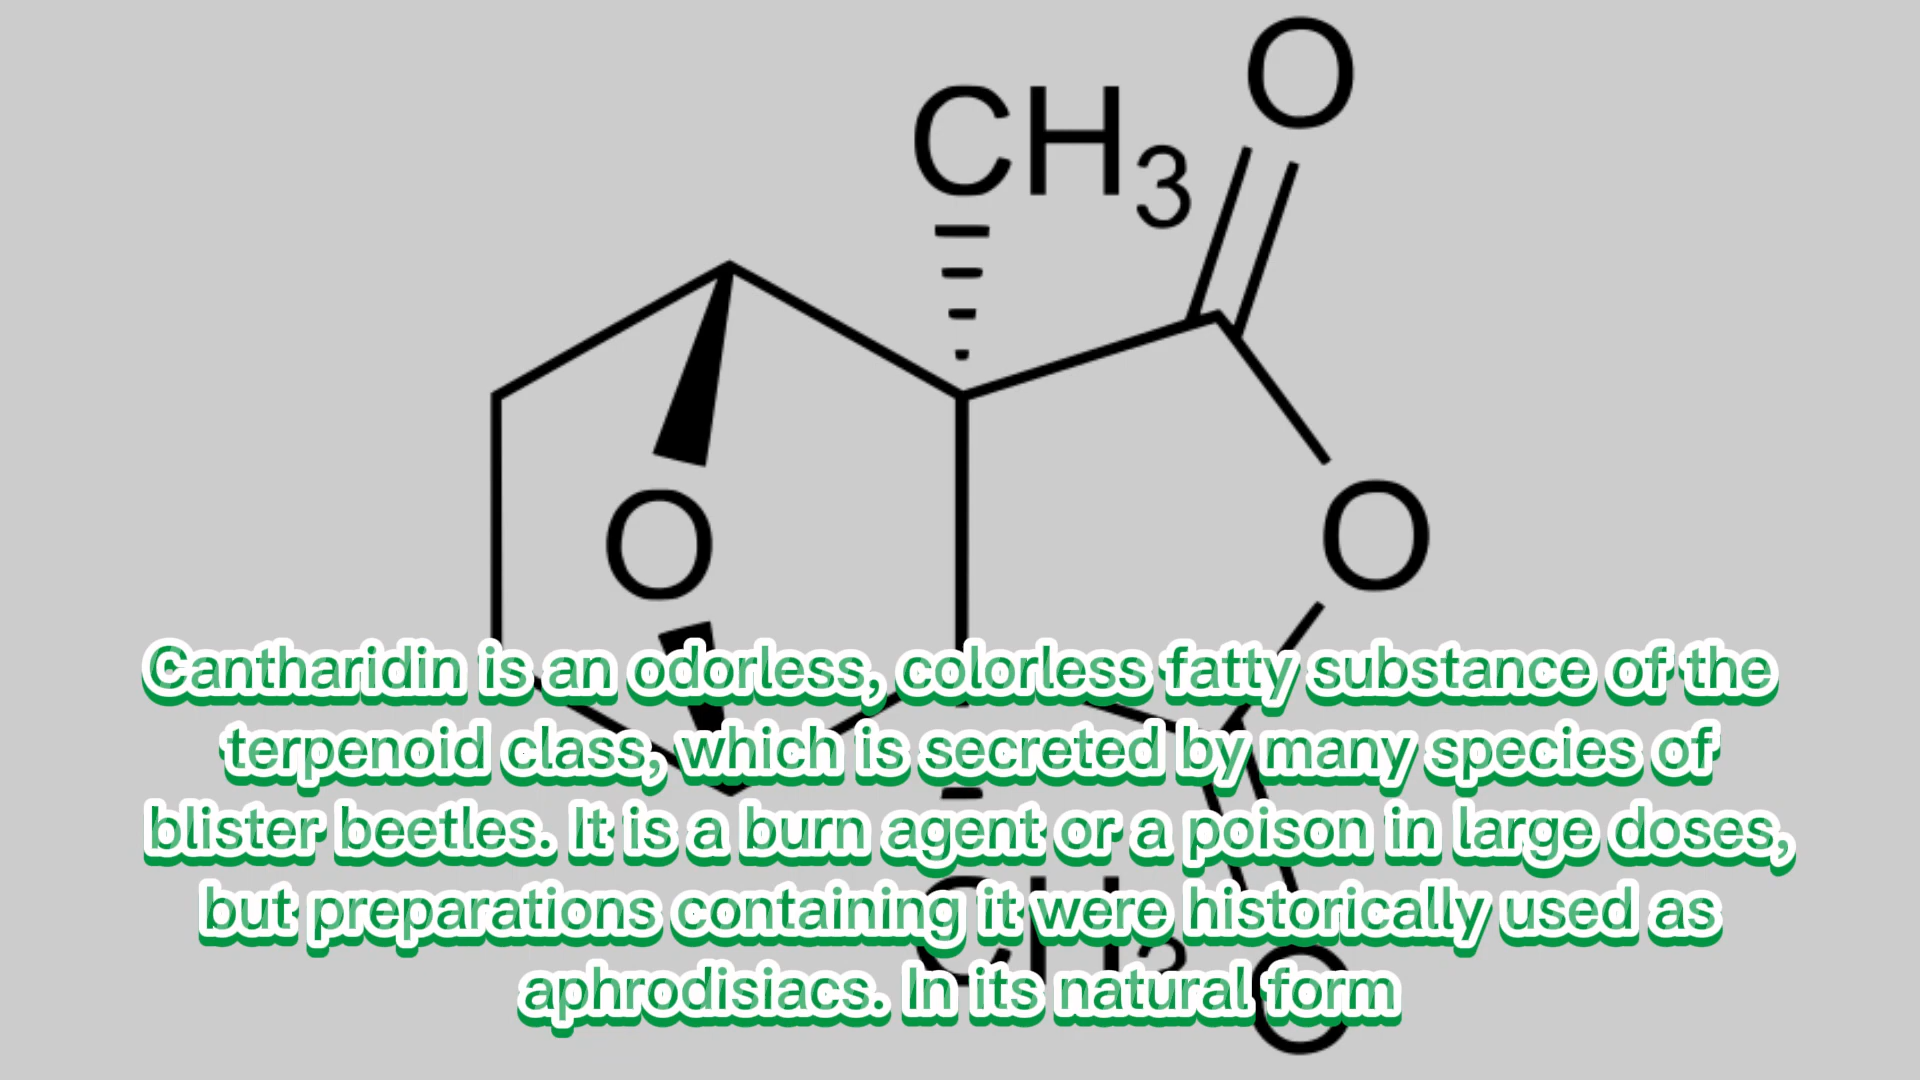 O
CH3
O
O
Cantharidin is an odorless, colorless fatty substance of the
terpenoid class, which is secreted by many species of
blister beetles. It is a burn agent or a poison in large doses,
but preparations containing it were historically used as
aphrodisiacs. In its natural form
CH3
O